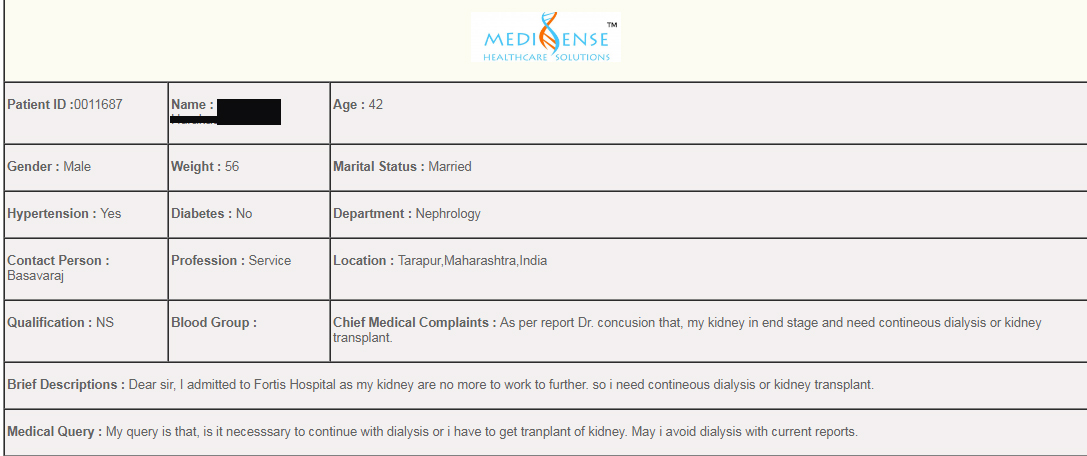 MEDISENSE™
HEALTHCARE SOLUTIONS
Patient ID :0011687
Name :
Age : 42
Gender : Male
Weight : 56
Marital Status : Married
Hypertension : Yes
Diabetes : No
Department : Nephrology
Contact Person :
Basavaraj
Profession : Service
Location : Tarapur,Maharashtra,India
Qualification : NS
Blood Group :
Chief Medical Complaints : As per report Dr. concusion that, my kidney in end stage and need contineous dialysis or kidney
transplant.
Brief Descriptions : Dear sir, I admitted to Fortis Hospital as my kidney are no more to work to further. so i need contineous dialysis or kidney transplant.
Medical Query : My query is that, is it necesssary to continue with dialysis or i have to get tranplant of kidney. May i avoid dialysis with current reports.